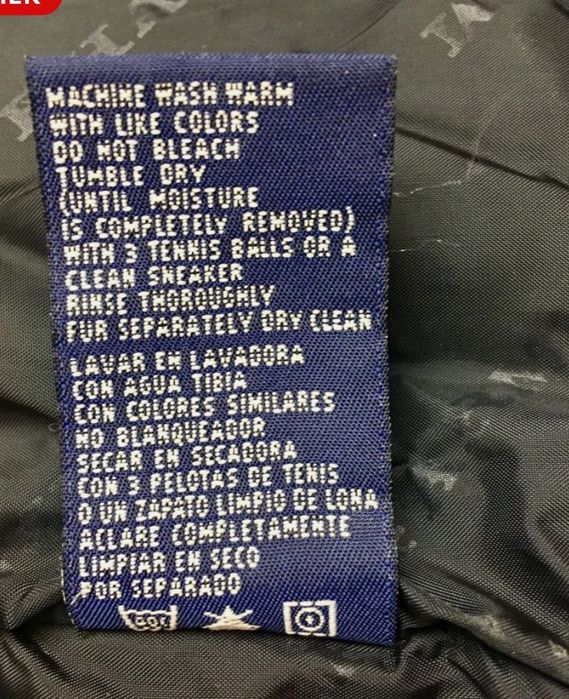 MACHINE WASH WARM
WITH LIKE COLORS
DO NOT BLEACH
TUMBLE DRY
(UNTIL MOISTURE
IS COMPLETELY REMOVED)
WITH 3 TENNIS BALLS OR A
CLEAN SNEAKER
RINSE THOROUGHLY
FUR SEPARATELY DRY CLEAN
LAVAR EN LAVADORA
CON AGUA TIBIA
CON COLORES SIMILARES
NO BLANQUEADOR
SECAR EN SECADORA
CON 3 PELOTAS DE TENIS
O UN ZAPATO LIMPIO DE LONA
ACLARE COMPLETAMENTE
LIMPIAR EN SECO
POR SEPARADO